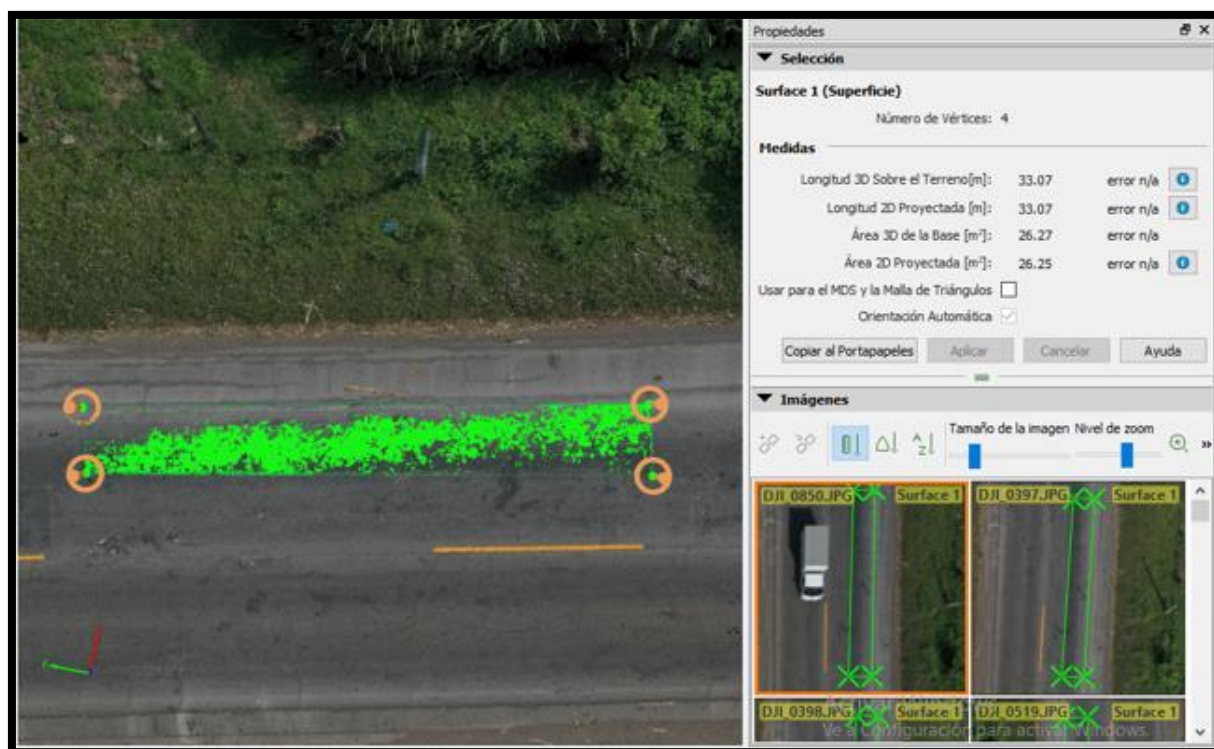 Propiedades
Selección
Surface 1 (Superficie)
Número de Vértices: 4
Medidas
Longitud 3D Sobre el Terreno[m]: 33.07 error n/a
Longitud 2D Proyectada [m]: 33.07 error n/a
Área 3D de la Base [m²]: 26.27 error n/a
Área 2D Proyectada [m²]: 26.25 error n/a
Usar para el MDS y la Malla de Triángulos
Orientación Automática
Copiar al Portapapeles Aplicar Cancelar Ayuda
Imágenes
Tamaño de la imagen Nivel de zoom
DJI_0850.JPG Surface 1 DJI_0397.JPG Surface 1
DJI_0398.JPG Surface 1 DJI_0519.JPG Surface 1
Ve a Configuración para activar Windows.